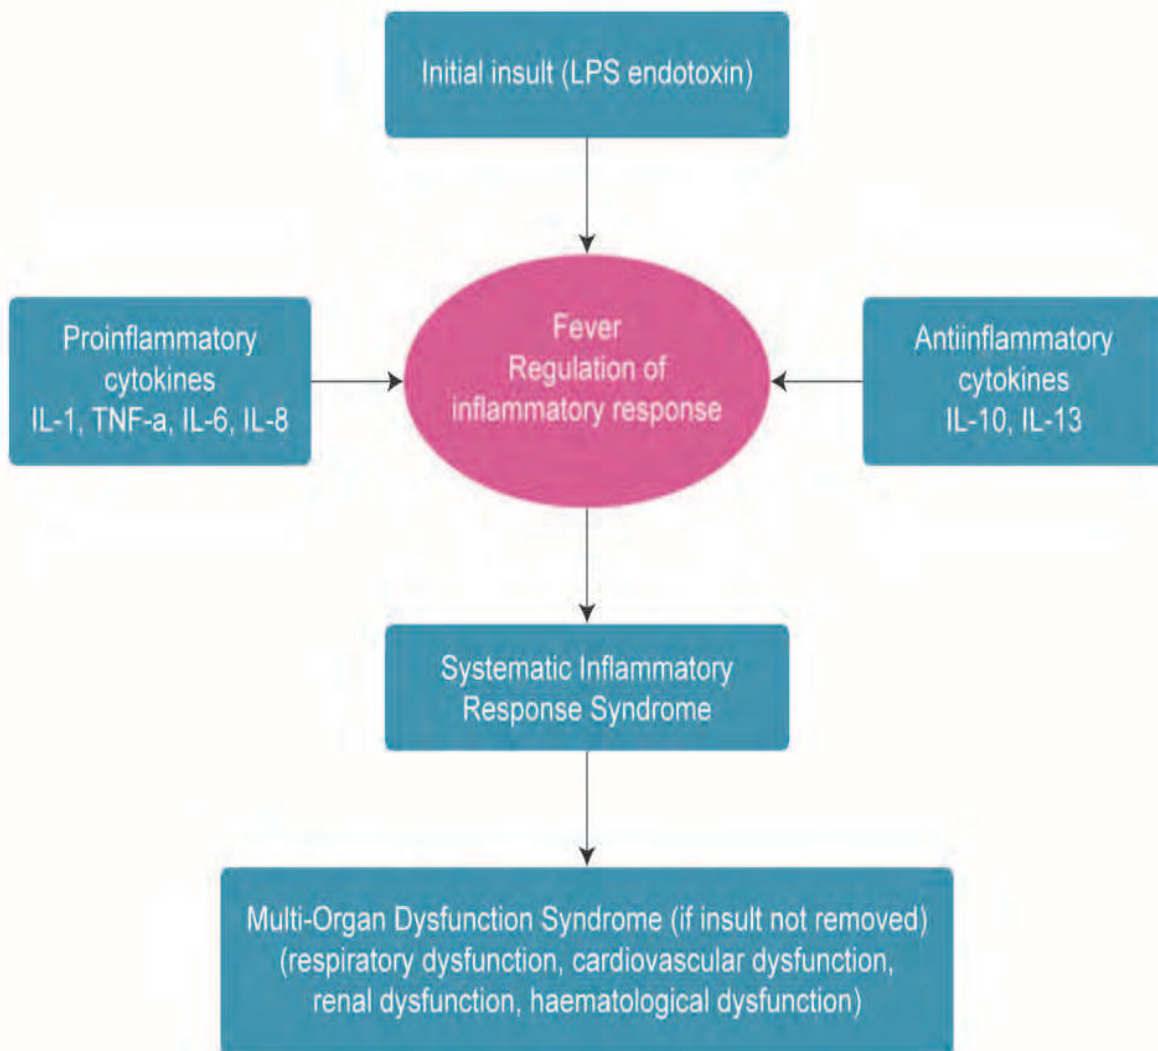 Initial insult (LPS endotoxin)
Proinflammatory
cytokines
IL-1, TNF-a, IL-6, IL-8
Fever
Regulation of
inflammatory response
Antiinflammatory
cytokines
IL-10, IL-13
Systematic Inflammatory
Response Syndrome
Multi-Organ Dysfunction Syndrome (if insult not removed)
(respiratory dysfunction, cardiovascular dysfunction,
renal dysfunction, haematological dysfunction)